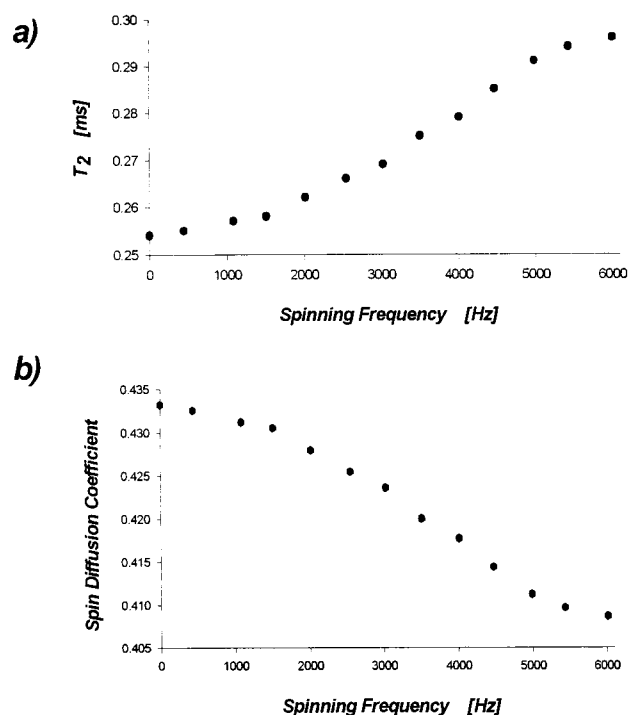 a)
0.30
0.29
0.28
0.27
0.26
0.25
T2 [ms]
0 1000 2000 3000 4000 5000 6000
Spinning Frequency [Hz]
b)
0.435
0.430
0.425
0.420
0.415
0.410
0.405
Spin Diffusion Coefficient
0 1000 2000 3000 4000 5000 6000
Spinning Frequency [Hz]